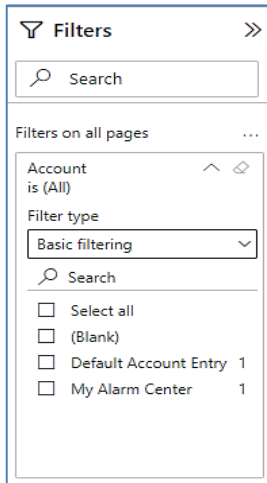 Filters
Search
Filters on all pages
...
Account
is (All)
Filter type
Basic filtering
Search
Select all
(Blank)
Default Account Entry 1
My Alarm Center 1